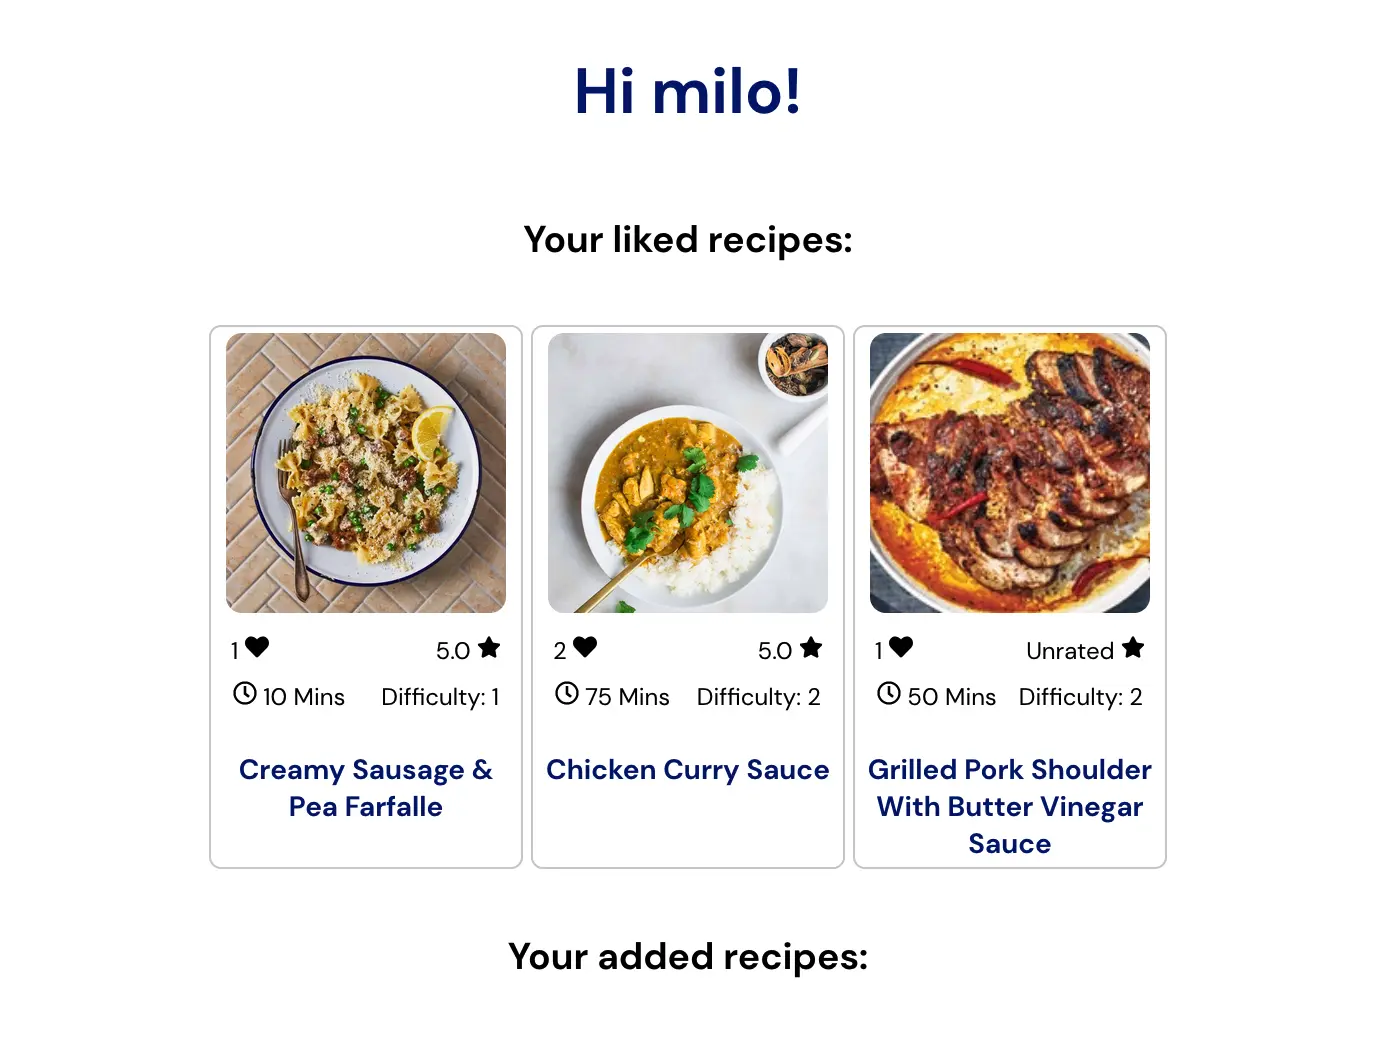 Hi milo!
Your liked recipes:
1
5.0
10 Mins
Difficulty: 1
Creamy Sausage &
Pea Farfalle
2
5.0
75 Mins
Difficulty: 2
Chicken Curry Sauce
1
Unrated
50 Mins
Difficulty: 2
Grilled Pork Shoulder
With Butter Vinegar
Sauce
Your added recipes: